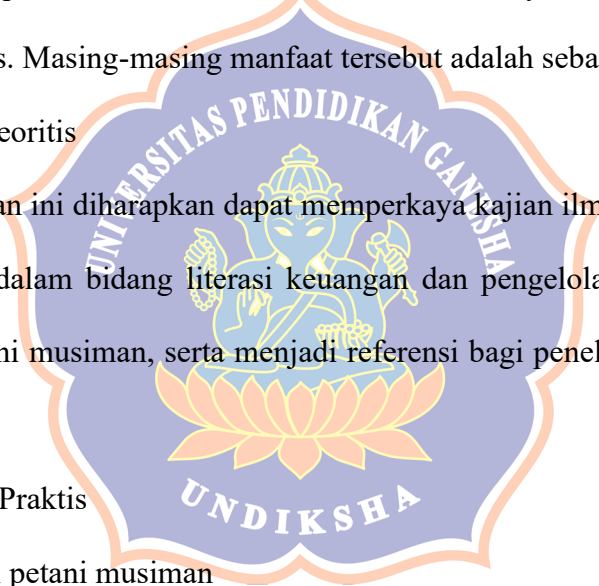 s. Masing-masing manfaat tersebut adalah seba
eoritis
UNIVERSITAS PENDIDIKAN GANESHA
an ini diharapkan dapat memperkaya kajian ilm
dalam bidang literasi keuangan dan pengelola
ni musiman, serta menjadi referensi bagi penel
UNDIKSHA
Praktis
petani musiman